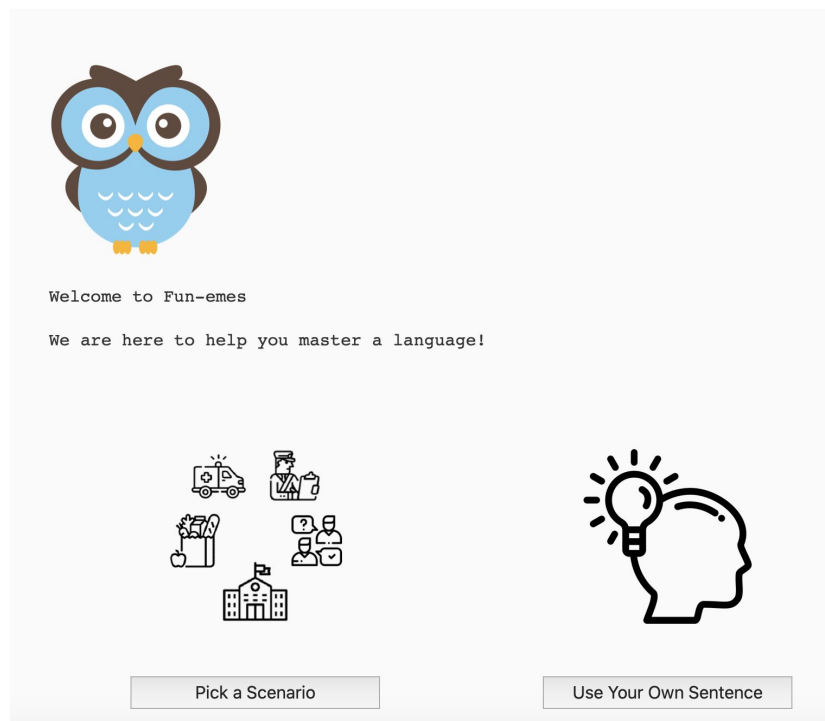 Welcome to Fun-emes
We are here to help you master a language!
?
Pick a Scenario
Use Your Own Sentence